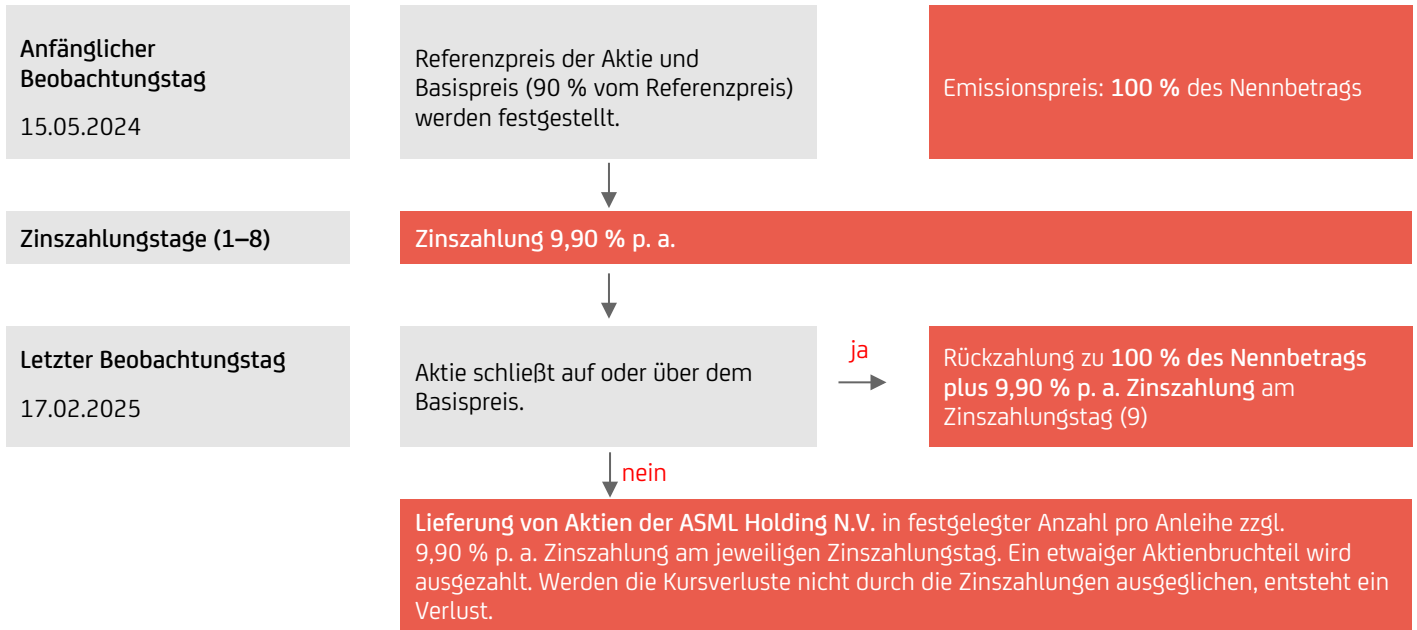 Anfänglicher
Beobachtungstag
15.05.2024
Referenzpreis der Aktie und
Basispreis (90 % vom Referenzpreis)
werden festgestellt.
Emissionspreis: 100 % des Nennbetrags
Zinszahlungstage (1–8)
Zinszahlung 9,90 % p. a.
Letzter Beobachtungstag
17.02.2025
Aktie schließt auf oder über dem
Basispreis.
ja
Rückzahlung zu 100 % des Nennbetrags
plus 9,90 % p. a. Zinszahlung am
Zinszahlungstag (9)
nein
Lieferung von Aktien der ASML Holding N.V. in festgelegter Anzahl pro Anleihe zzgl.
9,90 % p. a. Zinszahlung am jeweiligen Zinszahlungstag. Ein etwaiger Aktienbruchteil wird
ausgezahlt. Werden die Kursverluste nicht durch die Zinszahlungen ausgeglichen, entsteht ein
Verlust.